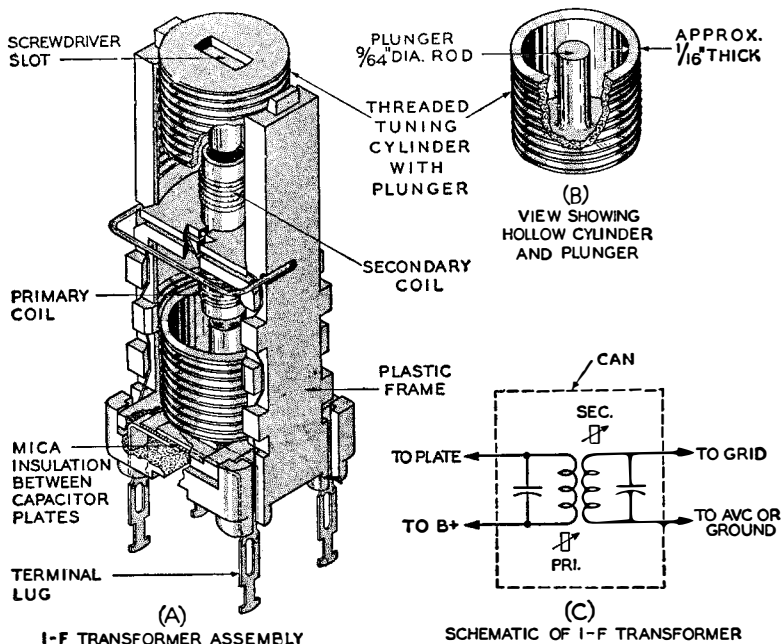 SCREWDRIVER
SLOT
PLUNGER
9/64" DIA. ROD
APPROX.
1/16" THICK
THREADED
TUNING
CYLINDER
WITH
PLUNGER
(B)
VIEW SHOWING
HOLLOW CYLINDER
AND PLUNGER
SECONDARY
COIL
PRIMARY
COIL
PLASTIC
FRAME
MICA
INSULATION
BETWEEN
CAPACITOR
PLATES
TERMINAL
LUG
(A)
I-F TRANSFORMER ASSEMBLY
CAN
SEC.
TO PLATE
TO GRID
TO B+
TO AVC OR
GROUND
PRI.
(C)
SCHEMATIC OF I-F TRANSFORMER